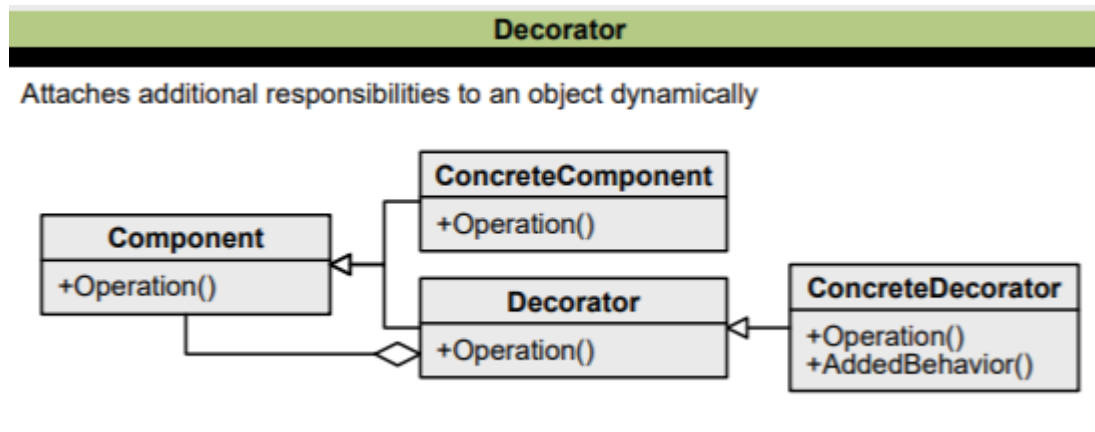 Decorator
Attaches additional responsibilities to an object dynamically
ConcreteComponent
+Operation()
Component
+Operation()
Decorator
+Operation()
ConcreteDecorator
+Operation()
+AddedBehavior()